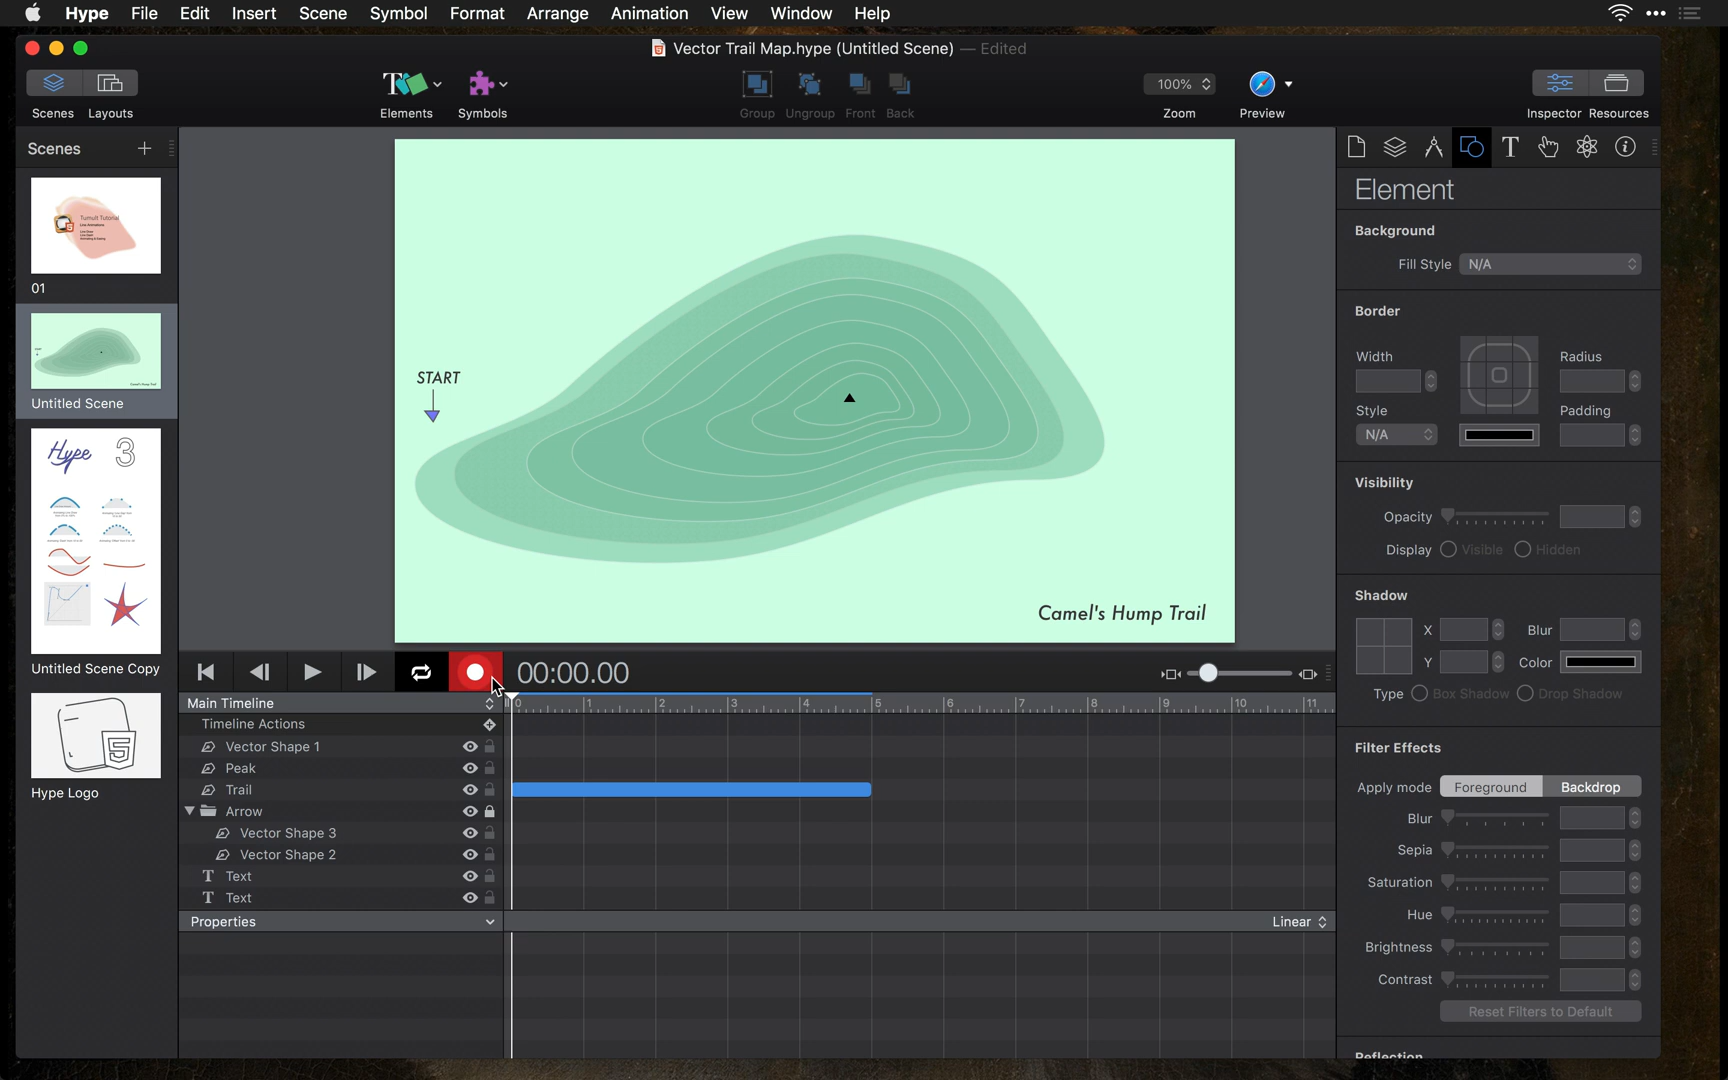 Hype File Edit Insert Scene Symbol Format Arrange Animation View Window Help
Vector Trail Map.hype (Untitled Scene) — Edited
100%
Scenes Layouts Elements Symbols Group Ungroup Front Back Zoom Preview Inspector Resources
Scenes
Tumult Tutorial
01
Untitled Scene
Hype 3
Untitled Scene Copy
Hype Logo
START
Camel's Hump Trail
00:00.00
Main Timeline
0 1 2 3 4 5 6 7 8 9 10 11
Timeline Actions
Vector Shape 1
Peak
Trail
Arrow
Vector Shape 3
Vector Shape 2
T Text
T Text
Properties
Linear
Element
Background
Fill Style N/A
Border
Width Radius
Style Padding
N/A
Visibility
Opacity
Display Visible Hidden
Shadow
X Blur
Y Color
Type Box Shadow Drop Shadow
Filter Effects
Apply mode Foreground Backdrop
Blur
Sepia
Saturation
Hue
Brightness
Contrast
Reset Filters to Default
Reflection